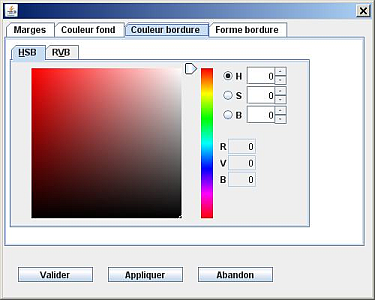 Marges Couleur fond Couleur bordure Forme bordure
HSB RVB
H 0
S 0
B 0
R 0
V 0
B 0
Valider Appliquer Abandon